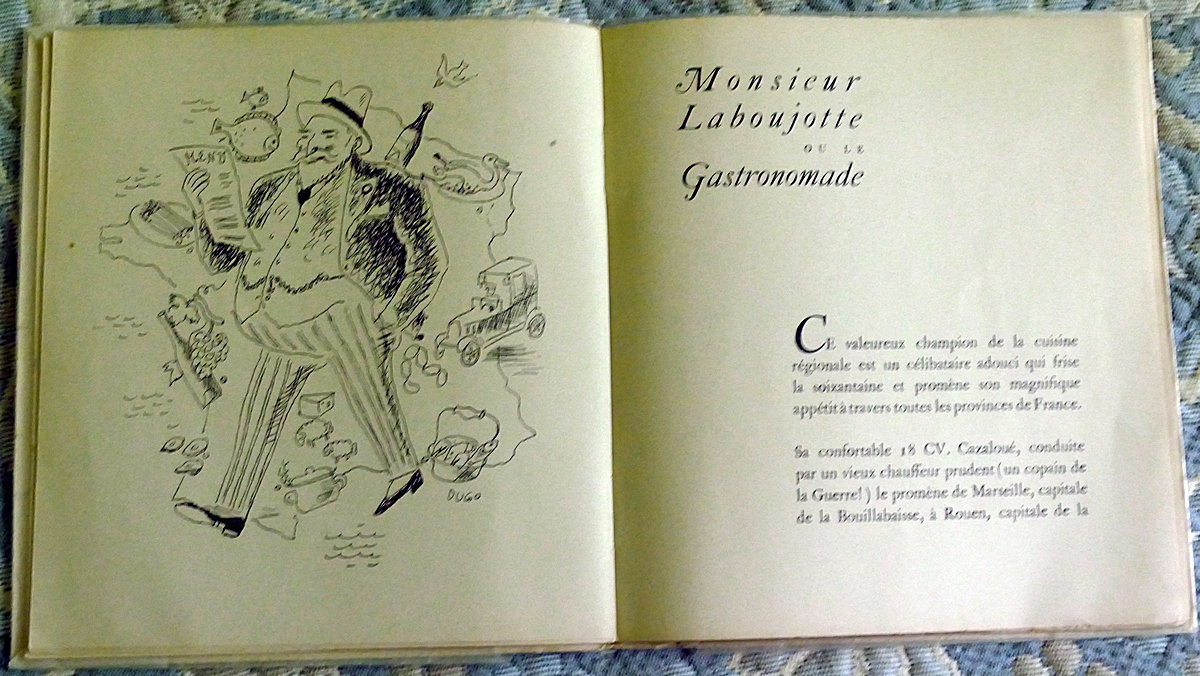 MENU
DUGO
Monsieur
Laboujotte
OU LE
Gastronomade
CE valeureux champion de la cuisine
régionale est un célibataire adouci qui frise
la soixantaine et promène son magnifique
appétit à travers toutes les provinces de France.
Sa confortable 18 CV. Cazaloué, conduite
par un vieux chauffeur prudent (un copain de
la Guerre!) le promène de Marseille, capitale
de la Bouillabaisse, à Rouen, capitale de la